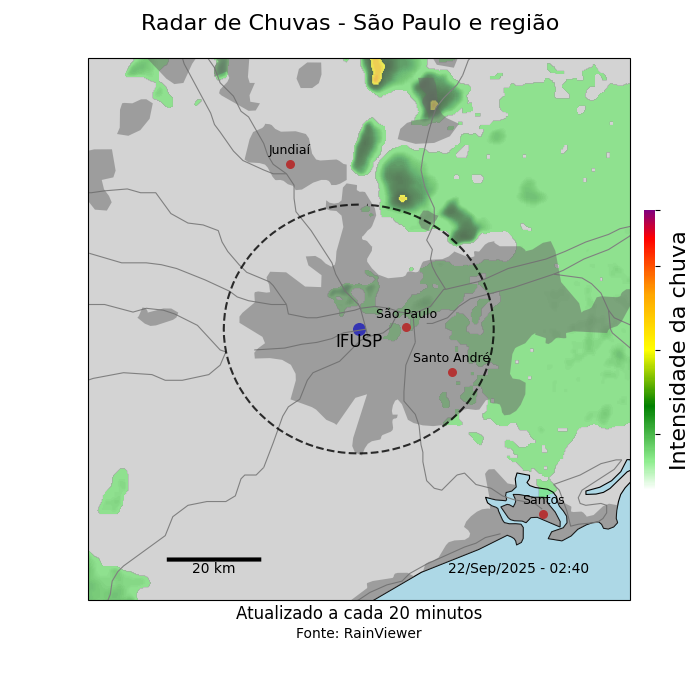 Radar de Chuvas - São Paulo e região
Jundiaí
São Paulo
IFUSP
Santo André
Santos
20 km
22/Sep/2025 - 02:40
Intensidade da chuva
Atualizado a cada 20 minutos
Fonte: RainViewer